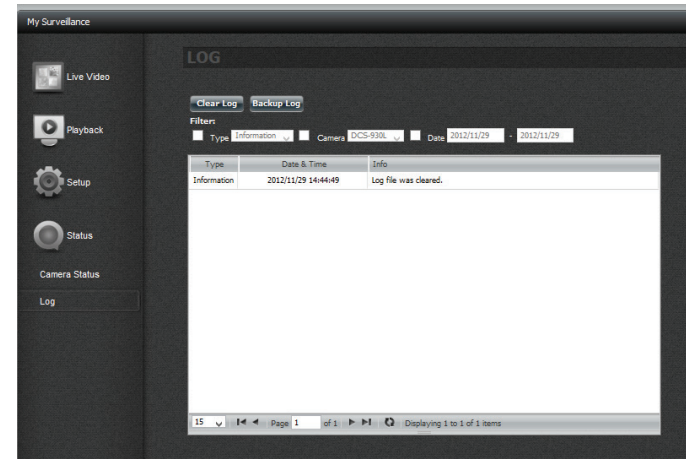 My Surveillance
Live Video
Playback
Setup
Status
Camera Status
Log
LOG
Clear Log Backup Log
Filter:
Type Information Camera DCS-930L Date 2012/11/29 - 2012/11/29
Type Date & Time Info
Information 2012/11/29 14:44:49 Log file was cleared.
15 Page 1 of 1 Displaying 1 to 1 of 1 items